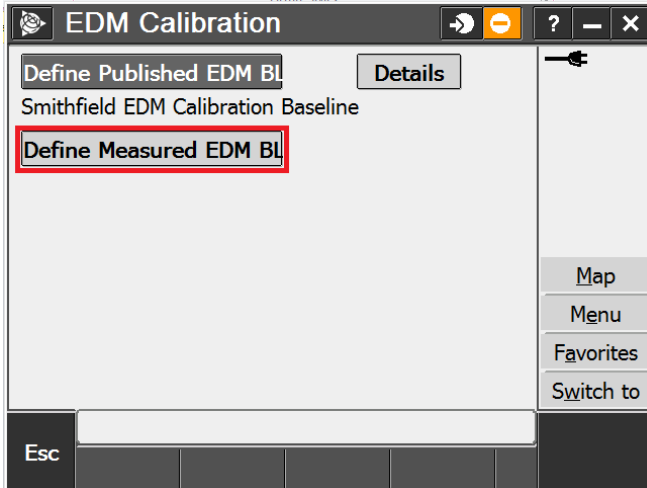 EDM Calibration
? – ×
Define Published EDM BL
Details
Smithfield EDM Calibration Baseline
Define Measured EDM BL
Map
Menu
Favorites
Switch to
Esc